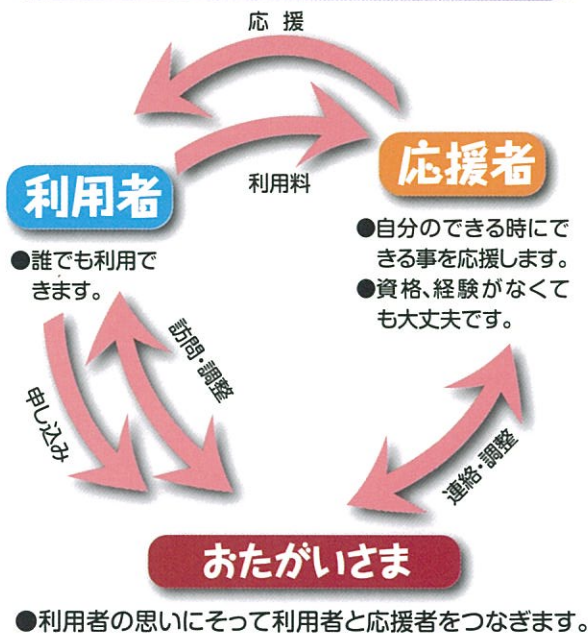 応 援
利用料
利用者
応援者
●誰でも利用で
きます。
●自分のできる時にで
きる事を応援します。
●資格、経験がなくて
も大丈夫です。
訪問・調整
申し込み
連絡・調整
おたがいさま
●利用者の思いにそって利用者と応援者をつなぎます。